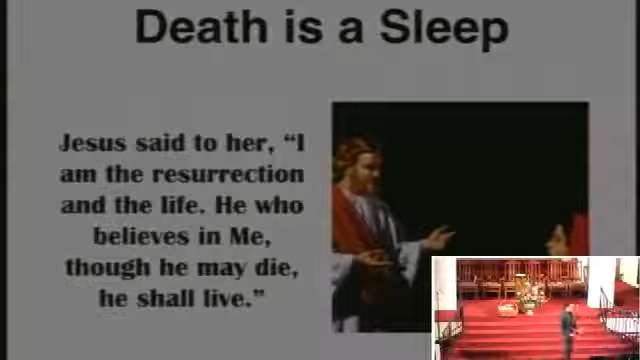 Death is a Sleep
Jesus said to her, “I
am the resurrection
and the life. He who
believes in Me,
though he may die,
he shall live.”